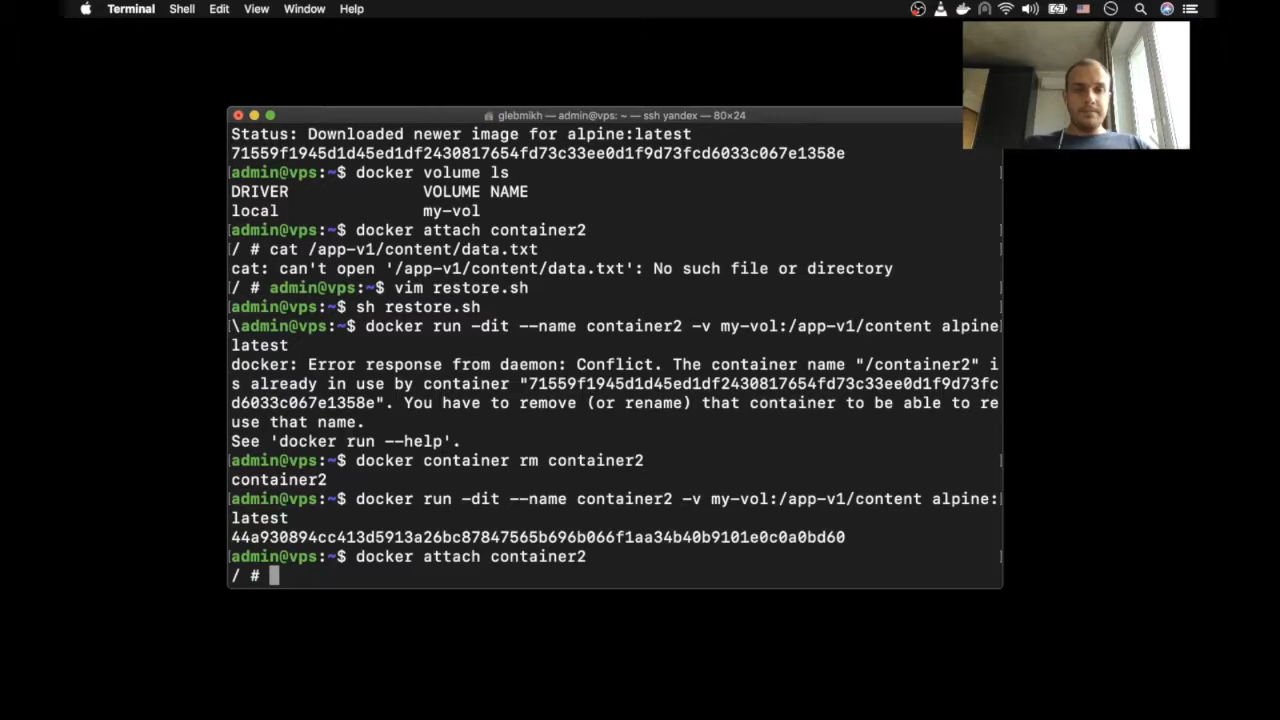 Terminal Shell Edit View Window Help
glebmikh — admin@vps: ~ — ssh yandex — 80×24
Status: Downloaded newer image for alpine:latest
71559f1945d1d45ed1df2430817654fd73c33ee0d1f9d73fcd6033c067e1358e
admin@vps:~$ docker volume ls
DRIVER VOLUME NAME
local my-vol
admin@vps:~$ docker attach container2
/ # cat /app-v1/content/data.txt
cat: can't open '/app-v1/content/data.txt': No such file or directory
/ # admin@vps:~$ vim restore.sh
admin@vps:~$ sh restore.sh
\admin@vps:~$ docker run -dit --name container2 -v my-vol:/app-v1/content alpine
latest
docker: Error response from daemon: Conflict. The container name "/container2" i
s already in use by container "71559f1945d1d45ed1df2430817654fd73c33ee0d1f9d73fc
d6033c067e1358e". You have to remove (or rename) that container to be able to re
use that name.
See 'docker run --help'.
admin@vps:~$ docker container rm container2
container2
admin@vps:~$ docker run -dit --name container2 -v my-vol:/app-v1/content alpine:
latest
44a930894cc413d5913a26bc87847565b696b066f1aa34b40b9101e0c0a0bd60
admin@vps:~$ docker attach container2
/ #